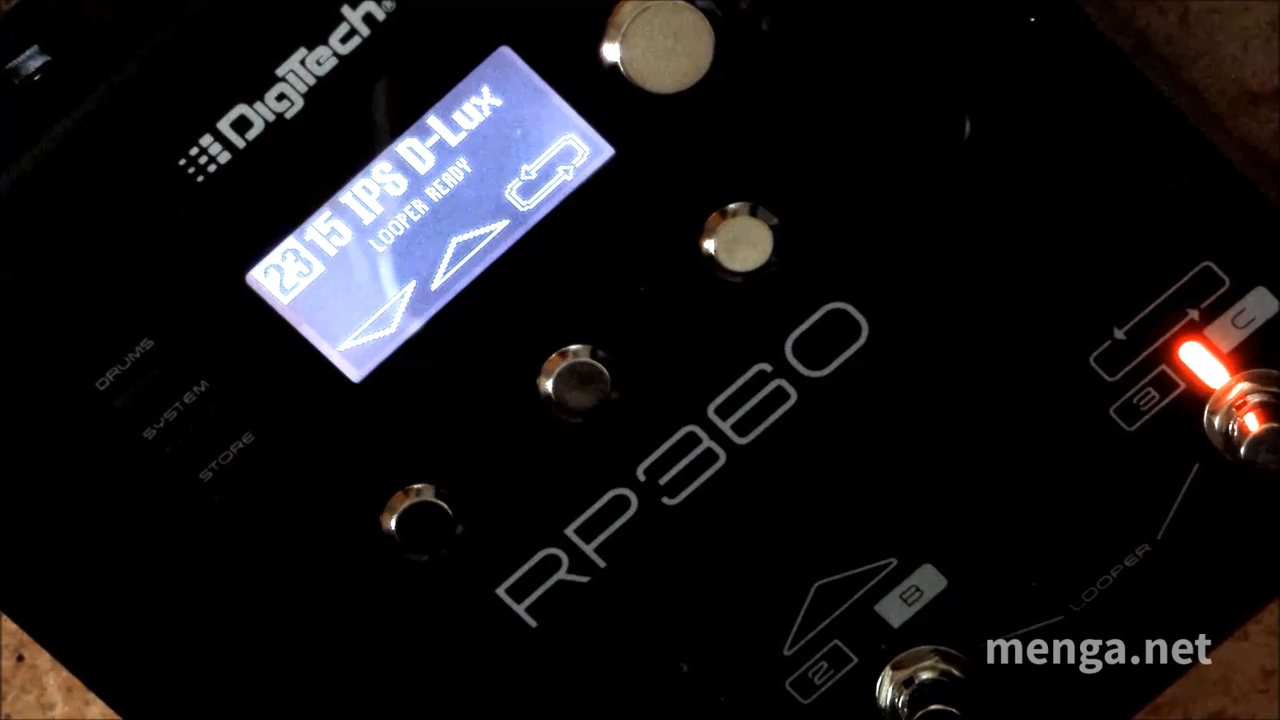 DigiTech®
23 15 IPS D-Lux
LOOPER READY
DRUMS
SYSTEM
STORE
RP360
C
3
B
2
LOOPER
menga.net